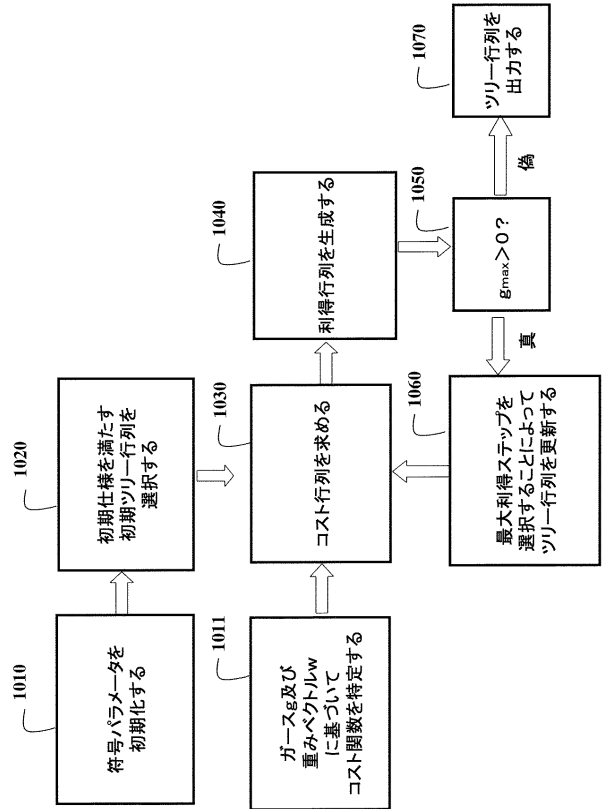 1010
符号パラメータを
初期化する
1020
初期仕様を満たす
初期ツリー行列を
選択する
1011
ガースg及び
重みベクトルw
に基づいて
コスト関数を特定する
1030
コスト行列を求める
1040
利得行列を生成する
1050
gmax>0?
真
偽
1060
最大利得ステップを
選択することによって
ツリー行列を更新する
1070
ツリー行列を
出力する